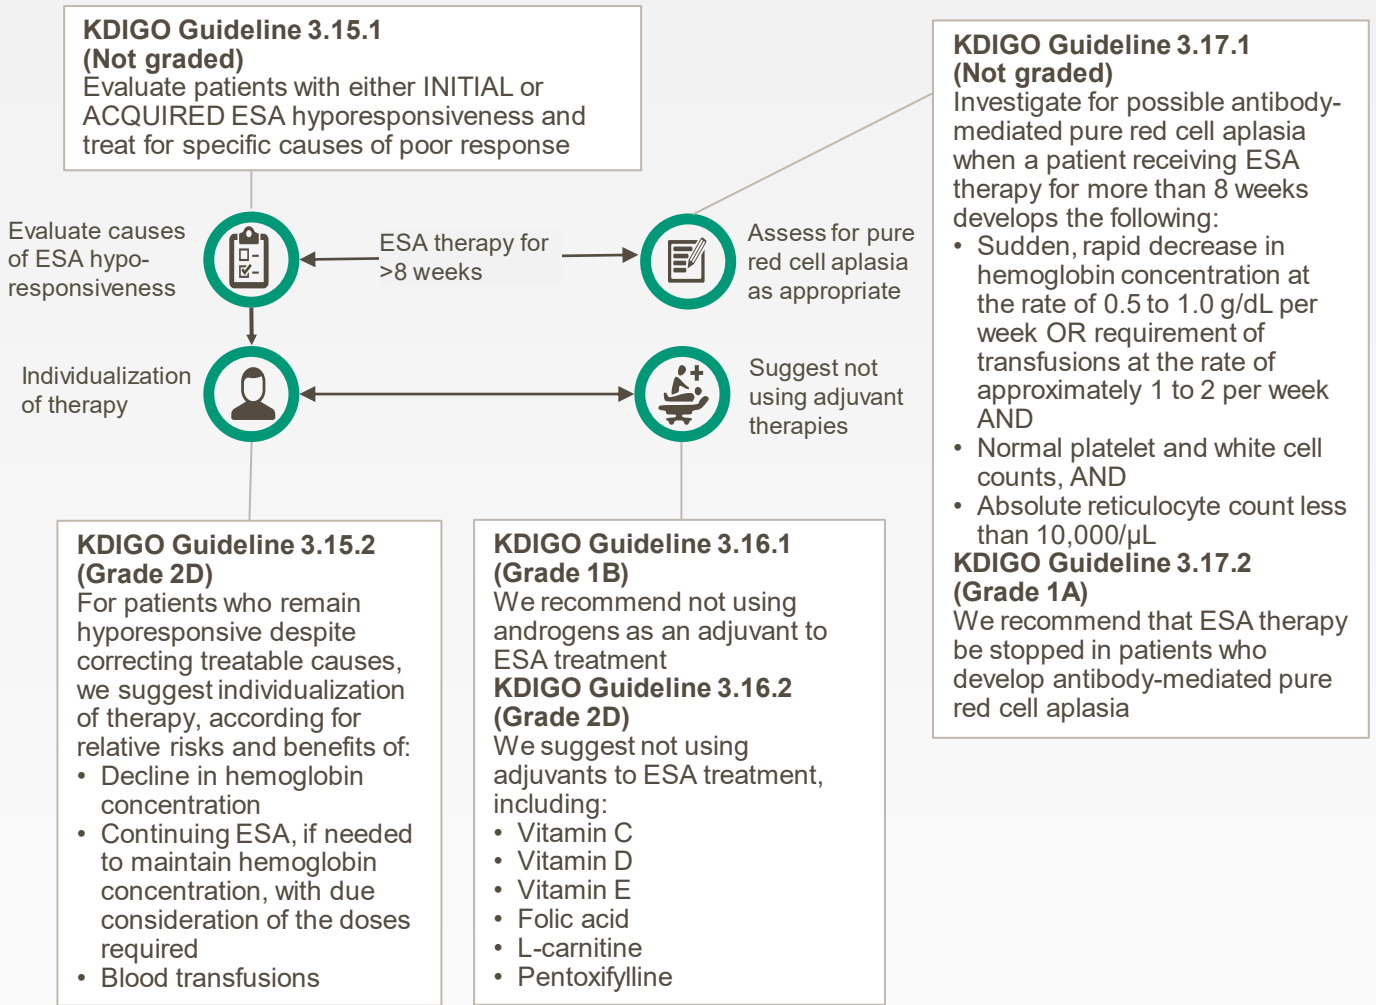 KDIGO Guideline 3.15.1
(Not graded)
Evaluate patients with either INITIAL or
ACQUIRED ESA hyporesponsiveness and
treat for specific causes of poor response
Evaluate causes
of ESA hypo-
responsiveness
ESA therapy for
>8 weeks
Assess for pure
red cell aplasia
as appropriate
Individualization
of therapy
Suggest not
using adjuvant
therapies
KDIGO Guideline 3.17.1
(Not graded)
Investigate for possible antibody-
mediated pure red cell aplasia
when a patient receiving ESA
therapy for more than 8 weeks
develops the following:
• Sudden, rapid decrease in
hemoglobin concentration at
the rate of 0.5 to 1.0 g/dL per
week OR requirement of
transfusions at the rate of
approximately 1 to 2 per week
AND
• Normal platelet and white cell
counts, AND
• Absolute reticulocyte count less
than 10,000/µL
KDIGO Guideline 3.17.2
(Grade 1A)
We recommend that ESA therapy
be stopped in patients who
develop antibody-mediated pure
red cell aplasia
KDIGO Guideline 3.15.2
(Grade 2D)
For patients who remain
hyporesponsive despite
correcting treatable causes,
we suggest individualization
of therapy, according for
relative risks and benefits of:
• Decline in hemoglobin
concentration
• Continuing ESA, if needed
to maintain hemoglobin
concentration, with due
consideration of the doses
required
• Blood transfusions
KDIGO Guideline 3.16.1
(Grade 1B)
We recommend not using
androgens as an adjuvant to
ESA treatment
KDIGO Guideline 3.16.2
(Grade 2D)
We suggest not using
adjuvants to ESA treatment,
including:
• Vitamin C
• Vitamin D
• Vitamin E
• Folic acid
• L-carnitine
• Pentoxifylline